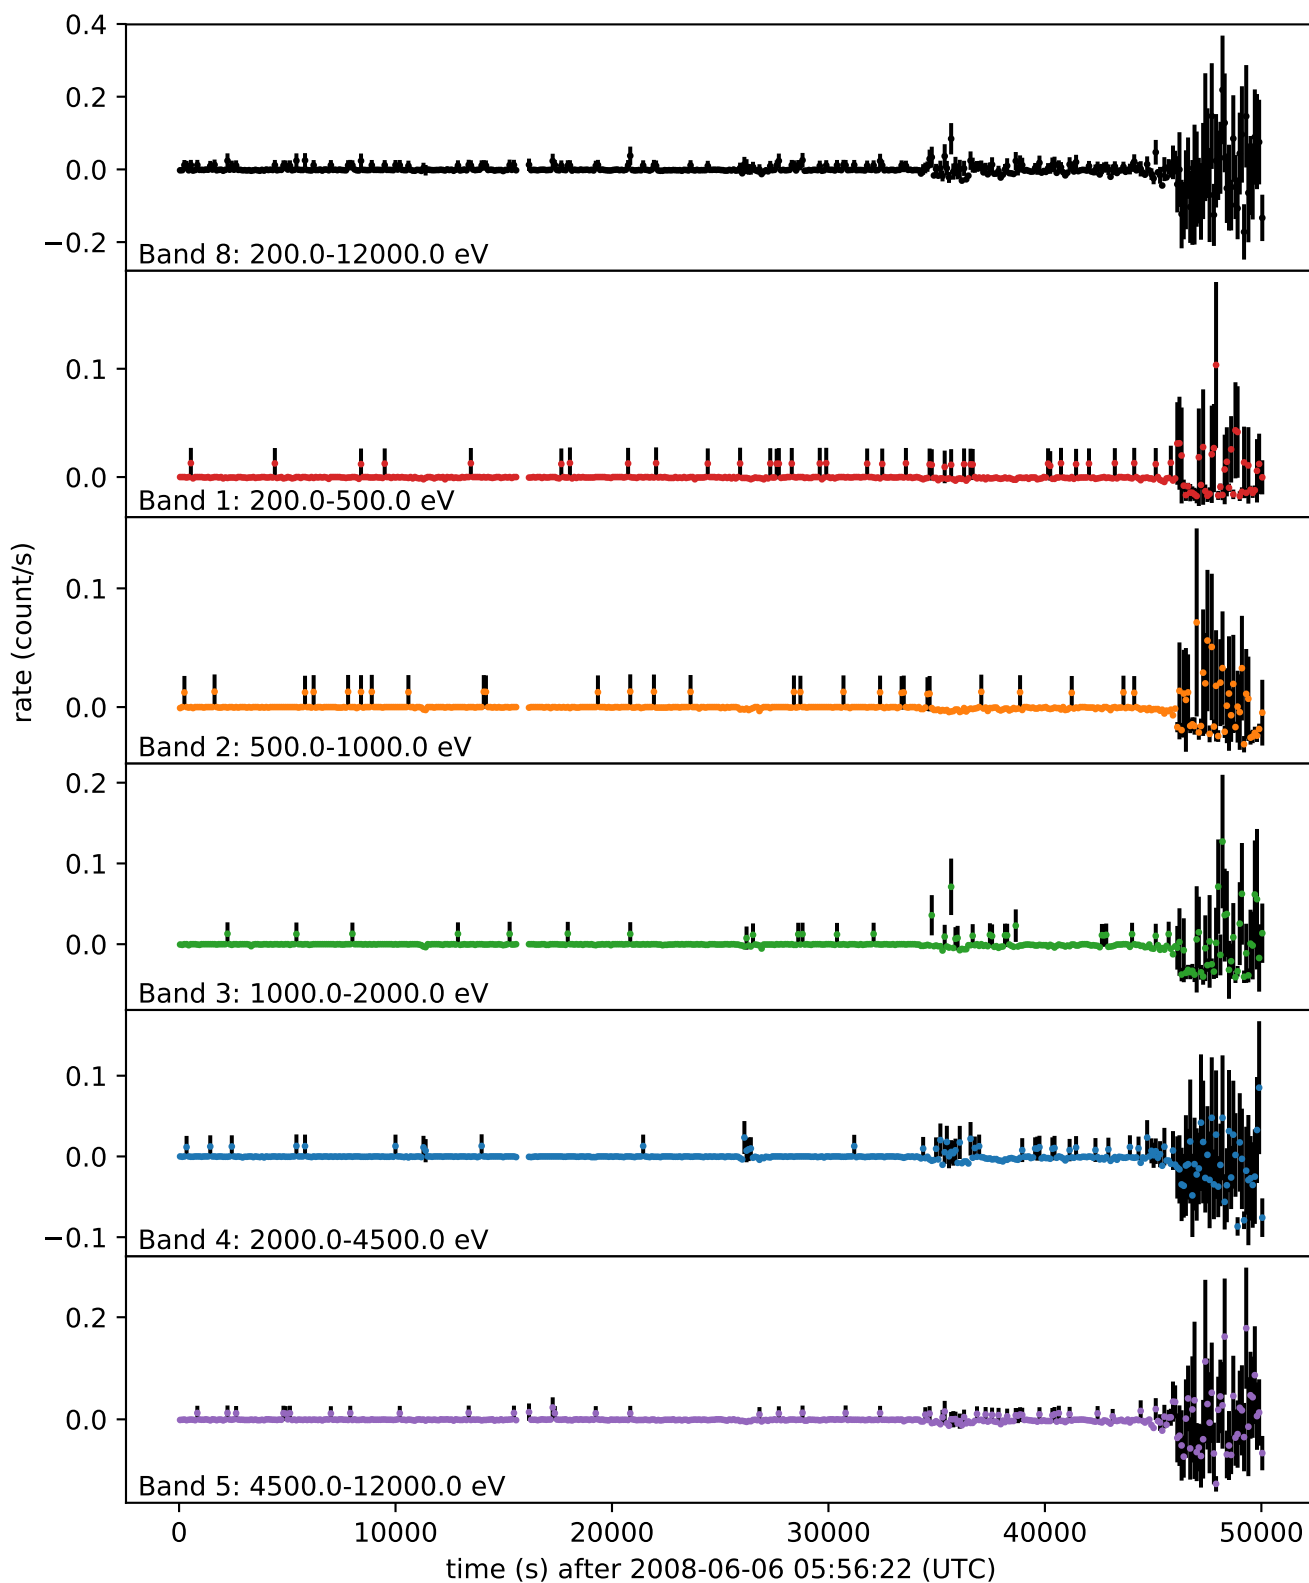 0.4
0.2
0.0
−0.2
Band 8: 200.0-12000.0 eV
0.1
0.0
Band 1: 200.0-500.0 eV
rate (count/s)
0.1
0.0
Band 2: 500.0-1000.0 eV
0.2
0.1
0.0
Band 3: 1000.0-2000.0 eV
0.1
0.0
−0.1
Band 4: 2000.0-4500.0 eV
0.2
0.0
Band 5: 4500.0-12000.0 eV
0 10000 20000 30000 40000 50000
time (s) after 2008-06-06 05:56:22 (UTC)